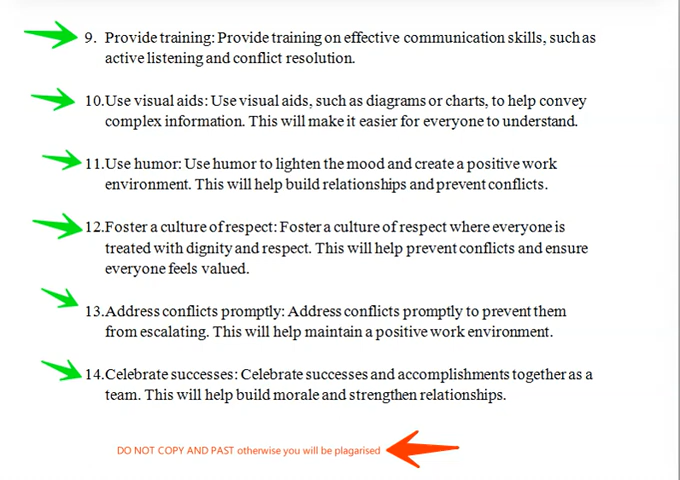 9. Provide training: Provide training on effective communication skills, such as
active listening and conflict resolution.
10.Use visual aids: Use visual aids, such as diagrams or charts, to help convey
complex information. This will make it easier for everyone to understand.
11.Use humor: Use humor to lighten the mood and create a positive work
environment. This will help build relationships and prevent conflicts.
12.Foster a culture of respect: Foster a culture of respect where everyone is
treated with dignity and respect. This will help prevent conflicts and ensure
everyone feels valued.
13.Address conflicts promptly: Address conflicts promptly to prevent them
from escalating. This will help maintain a positive work environment.
14.Celebrate successes: Celebrate successes and accomplishments together as a
team. This will help build morale and strengthen relationships.
DO NOT COPY AND PAST otherwise you will be plagarised